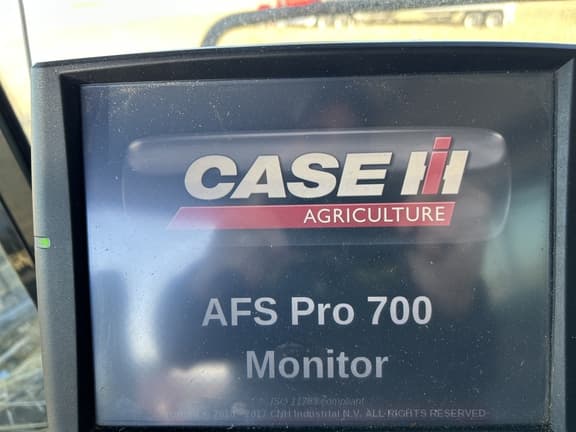 CASE IH
AGRICULTURE
AFS Pro 700
Monitor
ISO 11783 compliant
CNH Industrial N.V. ALL RIGHTS RESERVED